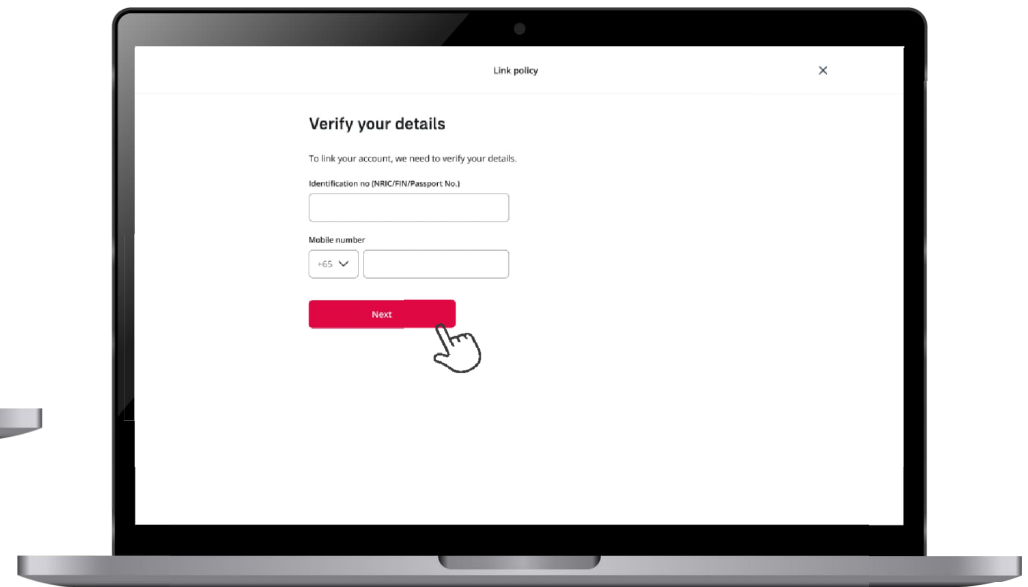 Link policy
Verify your details
To link your account, we need to verify your details.
Identification no (NRIC/FIN/Passport No.)
Mobile number
+65
Next